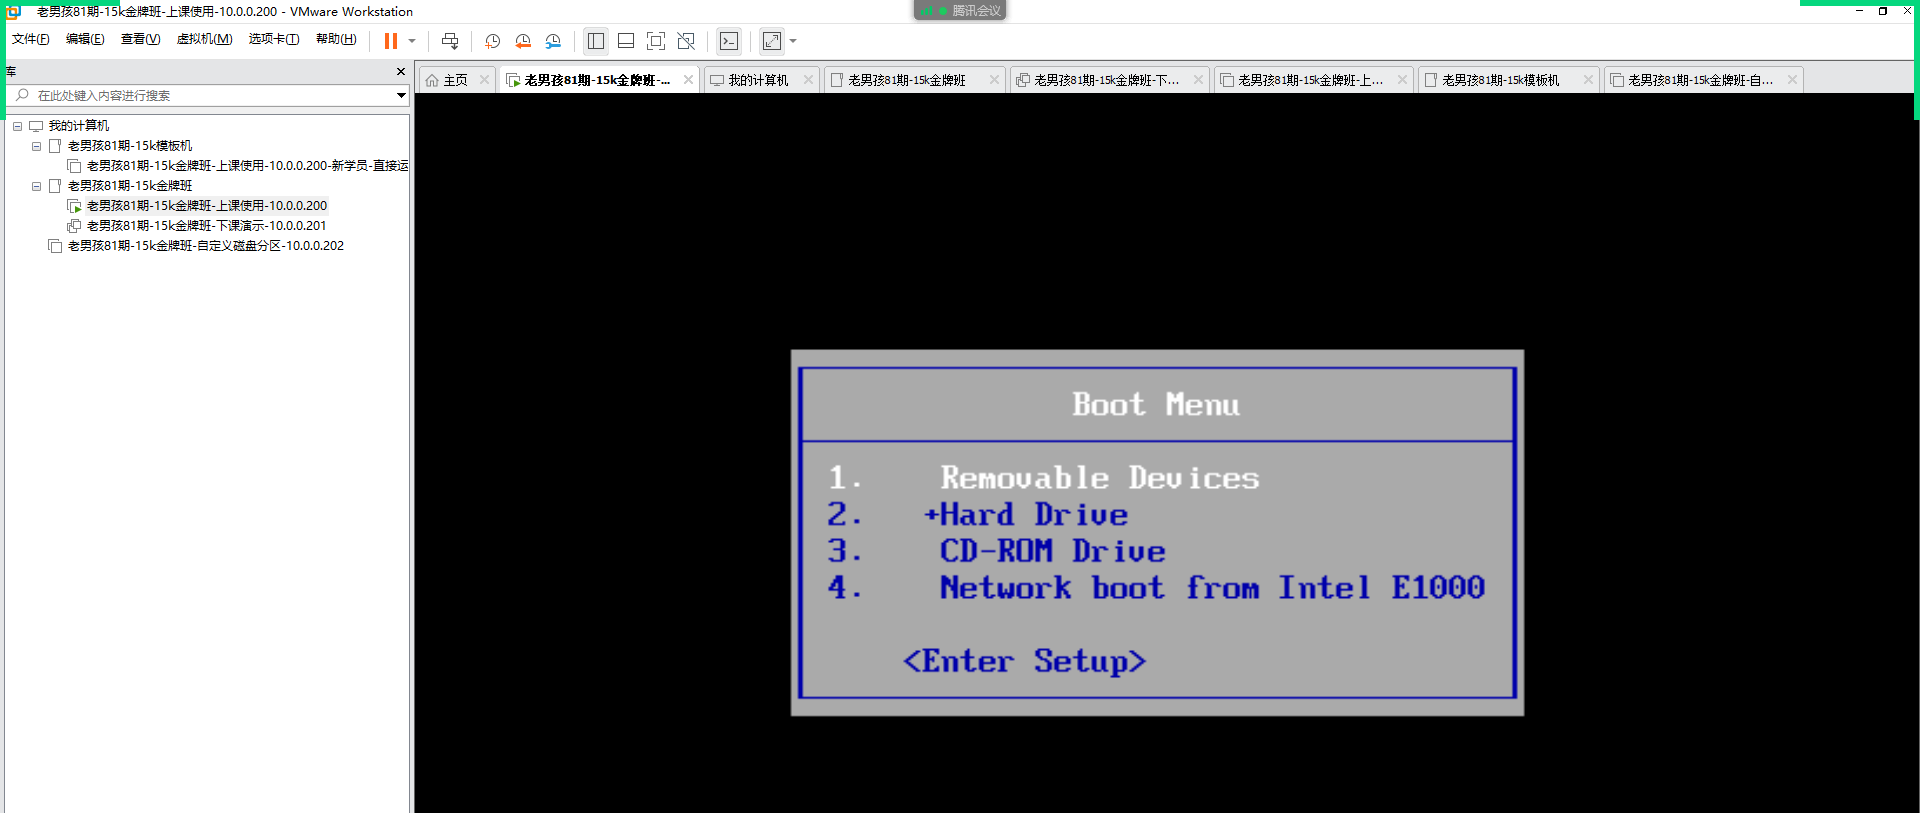 老男孩81期-15k金牌班-上课使用-10.0.0.200 - VMware Workstation
腾讯会议
文件(F) 编辑(E) 查看(V) 虚拟机(M) 选项卡(T) 帮助(H)
库
在此处键入内容进行搜索
主页
老男孩81期-15k金牌班-...
我的计算机
老男孩81期-15k金牌班
老男孩81期-15k金牌班-下...
老男孩81期-15k金牌班-上...
老男孩81期-15k模板机
老男孩81期-15k金牌班-自...
我的计算机
老男孩81期-15k模板机
老男孩81期-15k金牌班-上课使用-10.0.0.200-新学员-直接运
老男孩81期-15k金牌班
老男孩81期-15k金牌班-上课使用-10.0.0.200
老男孩81期-15k金牌班-下课演示-10.0.0.201
老男孩81期-15k金牌班-自定义磁盘分区-10.0.0.202
Boot Menu
1. Removable Devices
2. +Hard Drive
3. CD-ROM Drive
4. Network boot from Intel E1000
<Enter Setup>